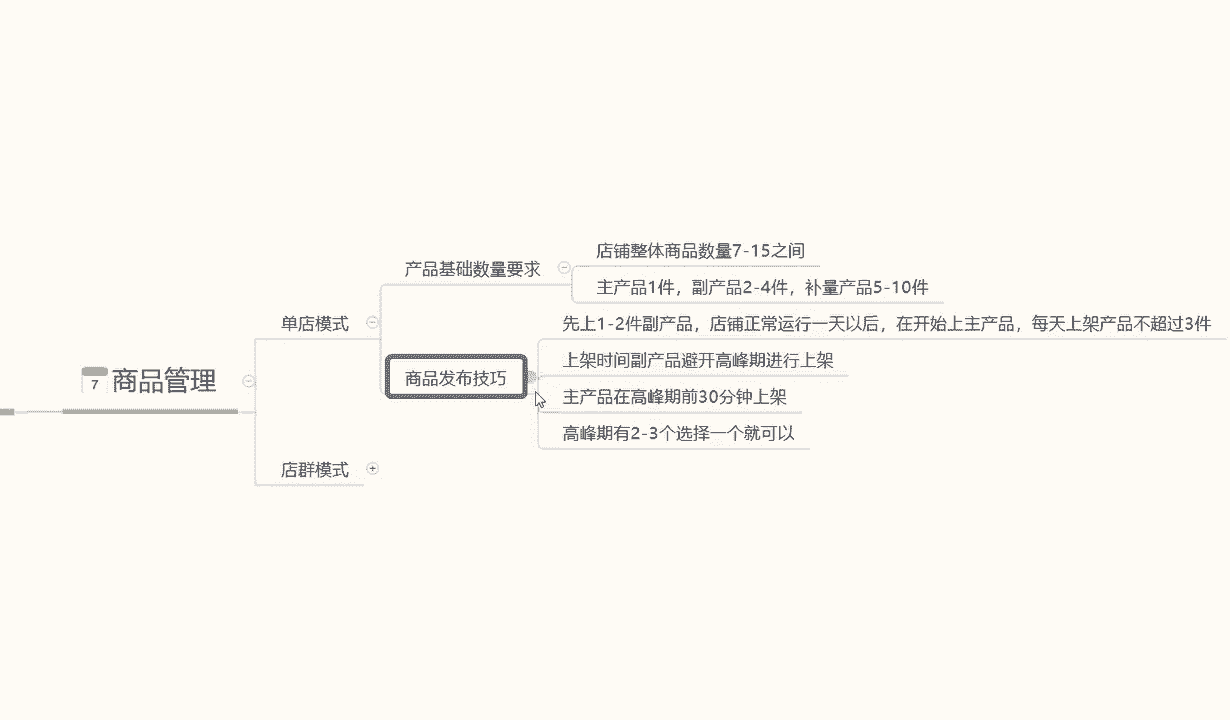 7 商品管理
单店模式
产品基础数量要求
店铺整体商品数量7-15之间
主产品1件，副产品2-4件，补量产品5-10件
商品发布技巧
先上1-2件副产品，店铺正常运行一天以后，在开始上主产品，每天上架产品不超过3件
上架时间副产品避开高峰期进行上架
主产品在高峰期前30分钟上架
高峰期有2-3个选择一个就可以
店群模式